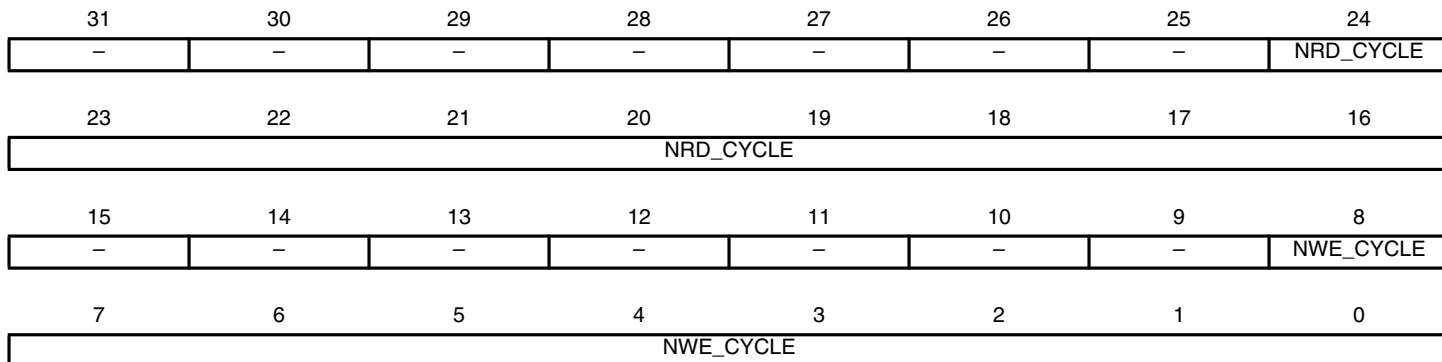 31 30 29 28 27 26 25 24
– – – – – – – NRD_CYCLE
23 22 21 20 19 18 17 16
NRD_CYCLE
15 14 13 12 11 10 9 8
– – – – – – – NWE_CYCLE
7 6 5 4 3 2 1 0
NWE_CYCLE